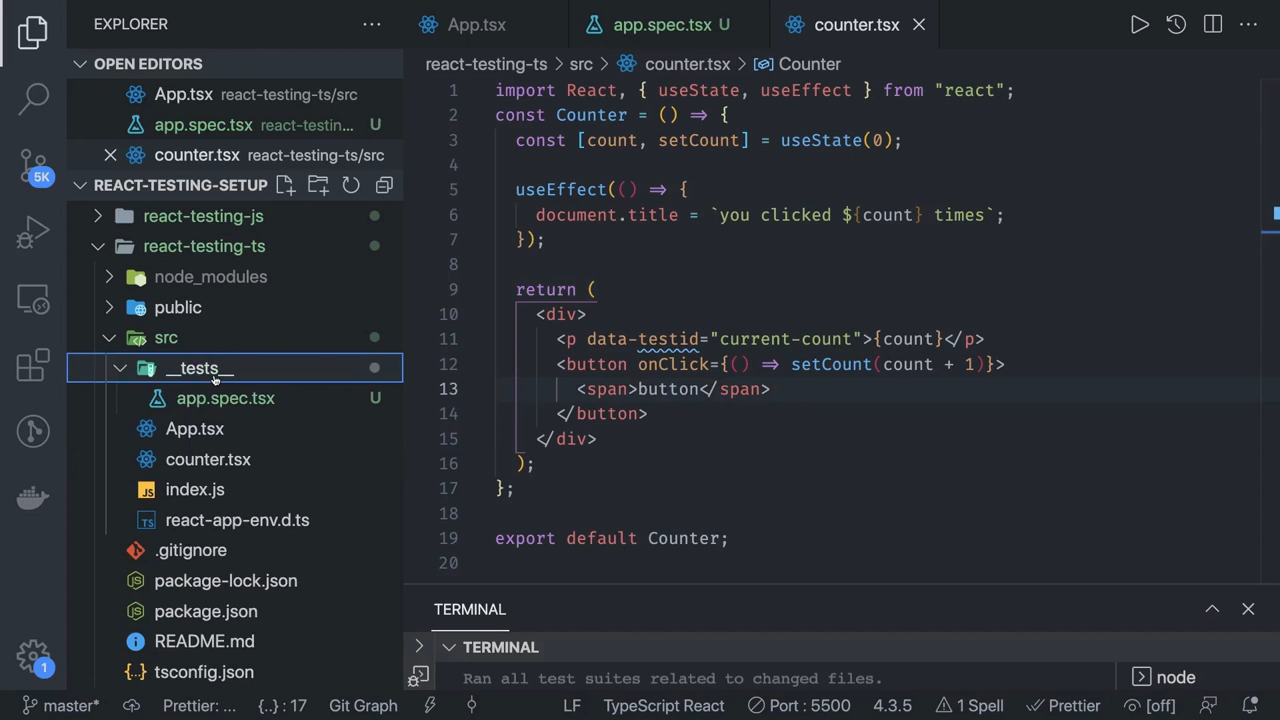 EXPLORER
OPEN EDITORS
App.tsx react-testing-ts/src
app.spec.tsx react-testin... U
counter.tsx react-testing-ts/src
REACT-TESTING-SETUP
react-testing-js
react-testing-ts
node_modules
public
src
__tests__
app.spec.tsx U
App.tsx
counter.tsx
JS index.js
TS react-app-env.d.ts
.gitignore
package-lock.json
package.json
README.md
{..} tsconfig.json
5K
1
App.tsx app.spec.tsx U counter.tsx
react-testing-ts > src > counter.tsx > Counter
1 import React, { useState, useEffect } from "react";
2 const Counter = () => {
3 const [count, setCount] = useState(0);
4
5 useEffect(() => {
6 document.title = `you clicked ${count} times`;
7 });
8
9 return (
10 <div>
11 <p data-testid="current-count">{count}</p>
12 <button onClick={() => setCount(count + 1)}>
13 <span>button</span>
14 </button>
15 </div>
16 );
17 };
18
19 export default Counter;
20
TERMINAL
TERMINAL
Ran all test suites related to changed files.
node
master* Prettier: ... {..} : 17 Git Graph LF TypeScript React Port : 5500 4.3.5 1 Spell Prettier [off]